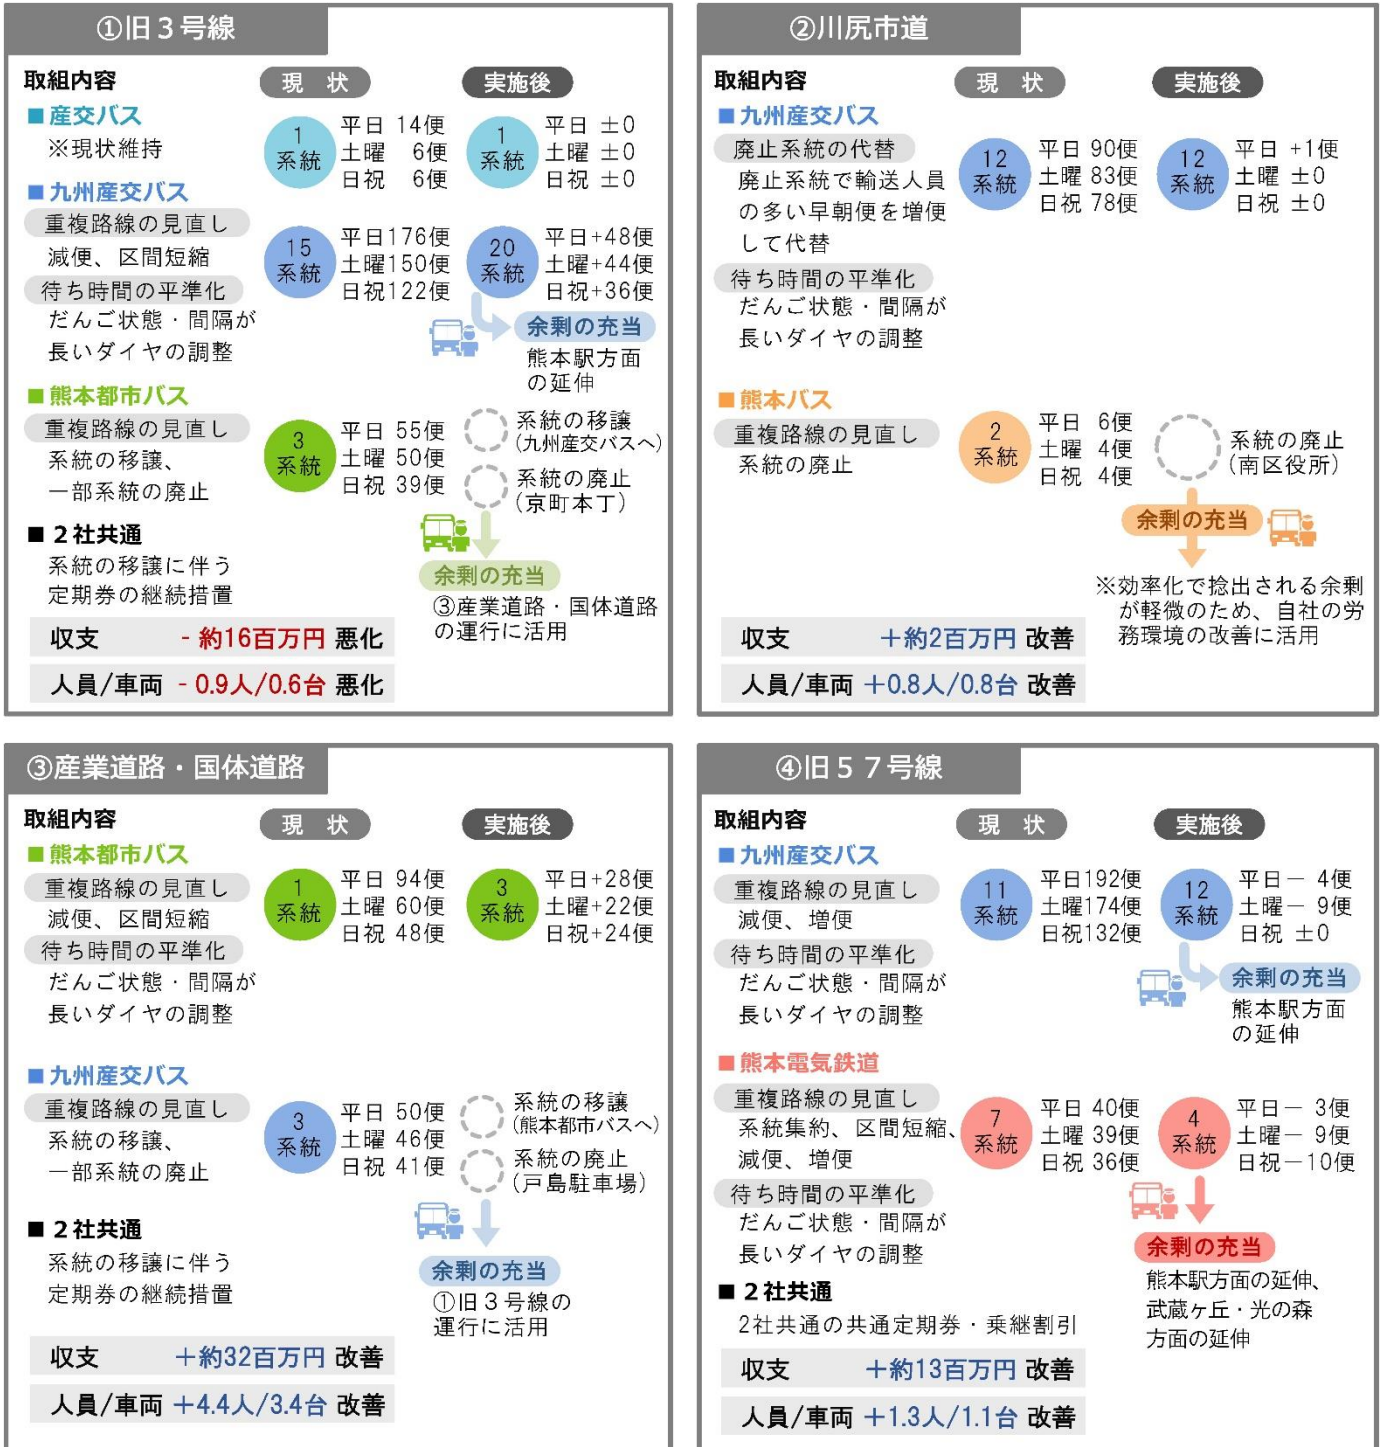 ①旧３号線
取組内容
現　状
実施後
■産交バス
※現状維持
1
系統
平日 14便
土曜 6便
日祝 6便
1
系統
平日 ±0
土曜 ±0
日祝 ±0
■九州産交バス
重複路線の見直し
減便、区間短縮
待ち時間の平準化
だんご状態・間隔が
長いダイヤの調整
15
系統
平日176便
土曜150便
日祝122便
20
系統
平日+48便
土曜+44便
日祝+36便
余剰の充当
熊本駅方面
の延伸
■熊本都市バス
重複路線の見直し
系統の移譲、
一部系統の廃止
3
系統
平日 55便
土曜 50便
日祝 39便
系統の移譲
(九州産交バスへ)
系統の廃止
(京町本丁)
余剰の充当
③産業道路・国体道路
の運行に活用
■２社共通
系統の移譲に伴う
定期券の継続措置
収支　- 約16百万円 悪化
人員/車両 - 0.9人/0.6台 悪化
②川尻市道
取組内容
現　状
実施後
■九州産交バス
廃止系統の代替
廃止系統で輸送人員
の多い早朝便を増便
して代替
待ち時間の平準化
だんご状態・間隔が
長いダイヤの調整
12
系統
平日 90便
土曜 83便
日祝 78便
12
系統
平日 +1便
土曜 ±0
日祝 ±0
■熊本バス
重複路線の見直し
系統の廃止
2
系統
平日 6便
土曜 4便
日祝 4便
系統の廃止
(南区役所)
余剰の充当
※効率化で捻出される余剰
が軽微のため、自社の労
務環境の改善に活用
収支　＋約2百万円 改善
人員/車両 ＋0.8人/0.8台 改善
③産業道路・国体道路
取組内容
現　状
実施後
■熊本都市バス
重複路線の見直し
減便、区間短縮
待ち時間の平準化
だんご状態・間隔が
長いダイヤの調整
1
系統
平日 94便
土曜 60便
日祝 48便
3
系統
平日+28便
土曜+22便
日祝+24便
■九州産交バス
重複路線の見直し
系統の移譲、
一部系統の廃止
3
系統
平日 50便
土曜 46便
日祝 41便
系統の移譲
(熊本都市バスへ)
系統の廃止
(戸島駐車場)
余剰の充当
①旧３号線の
運行に活用
■２社共通
系統の移譲に伴う
定期券の継続措置
収支　＋約32百万円 改善
人員/車両 ＋4.4人/3.4台 改善
④旧５７号線
取組内容
現　状
実施後
■九州産交バス
重複路線の見直し
減便、増便
待ち時間の平準化
だんご状態・間隔が
長いダイヤの調整
11
系統
平日192便
土曜174便
日祝132便
12
系統
平日－ 4便
土曜－ 9便
日祝 ±0
余剰の充当
熊本駅方面
の延伸
■熊本電気鉄道
重複路線の見直し
系統集約、区間短縮、
減便、増便
待ち時間の平準化
だんご状態・間隔が
長いダイヤの調整
7
系統
平日 40便
土曜 39便
日祝 36便
4
系統
平日－ 3便
土曜－ 9便
日祝－10便
余剰の充当
熊本駅方面の延伸、
武蔵ヶ丘・光の森
方面の延伸
■２社共通
2社共通の共通定期券・乗継割引
収支　＋約13百万円 改善
人員/車両 ＋1.3人/1.1台 改善